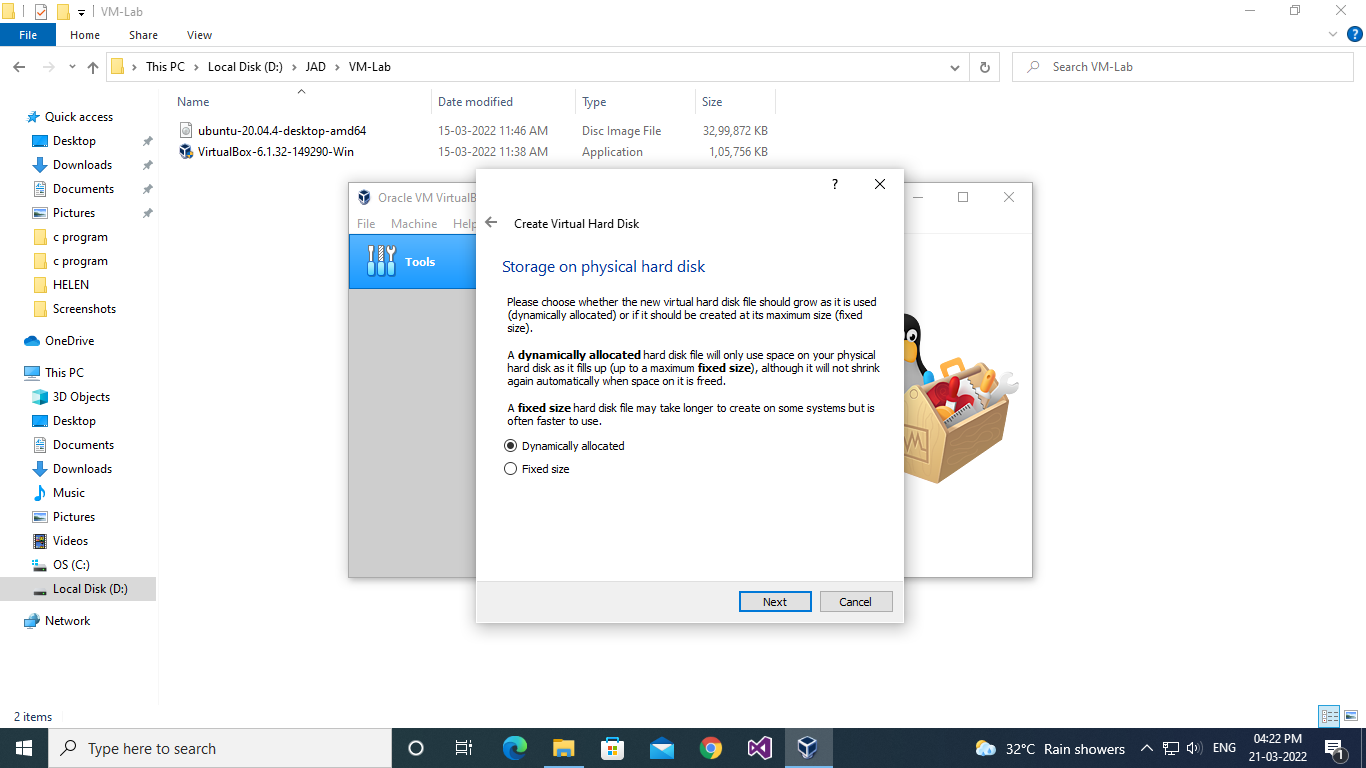 VM-Lab
File Home Share View
This PC Local Disk (D:) JAD VM-Lab
Search VM-Lab
Name Date modified Type Size
ubuntu-20.04.4-desktop-amd64 15-03-2022 11:46 AM Disc Image File 32,99,872 KB
VirtualBox-6.1.32-149290-Win 15-03-2022 11:38 AM Application 1,05,756 KB
Quick access
Desktop
Downloads
Documents
Pictures
c program
c program
HELEN
Screenshots
OneDrive
This PC
3D Objects
Desktop
Documents
Downloads
Music
Pictures
Videos
OS (C:)
Local Disk (D:)
Network
Oracle VM VirtualB
File Machine Help
Tools
?
Create Virtual Hard Disk
Storage on physical hard disk
Please choose whether the new virtual hard disk file should grow as it is used
(dynamically allocated) or if it should be created at its maximum size (fixed
size).
A dynamically allocated hard disk file will only use space on your physical
hard disk as it fills up (up to a maximum fixed size), although it will not shrink
again automatically when space on it is freed.
A fixed size hard disk file may take longer to create on some systems but is
often faster to use.
Dynamically allocated
Fixed size
Next Cancel
2 items
Type here to search
32°C Rain showers
ENG
04:22 PM
21-03-2022
1